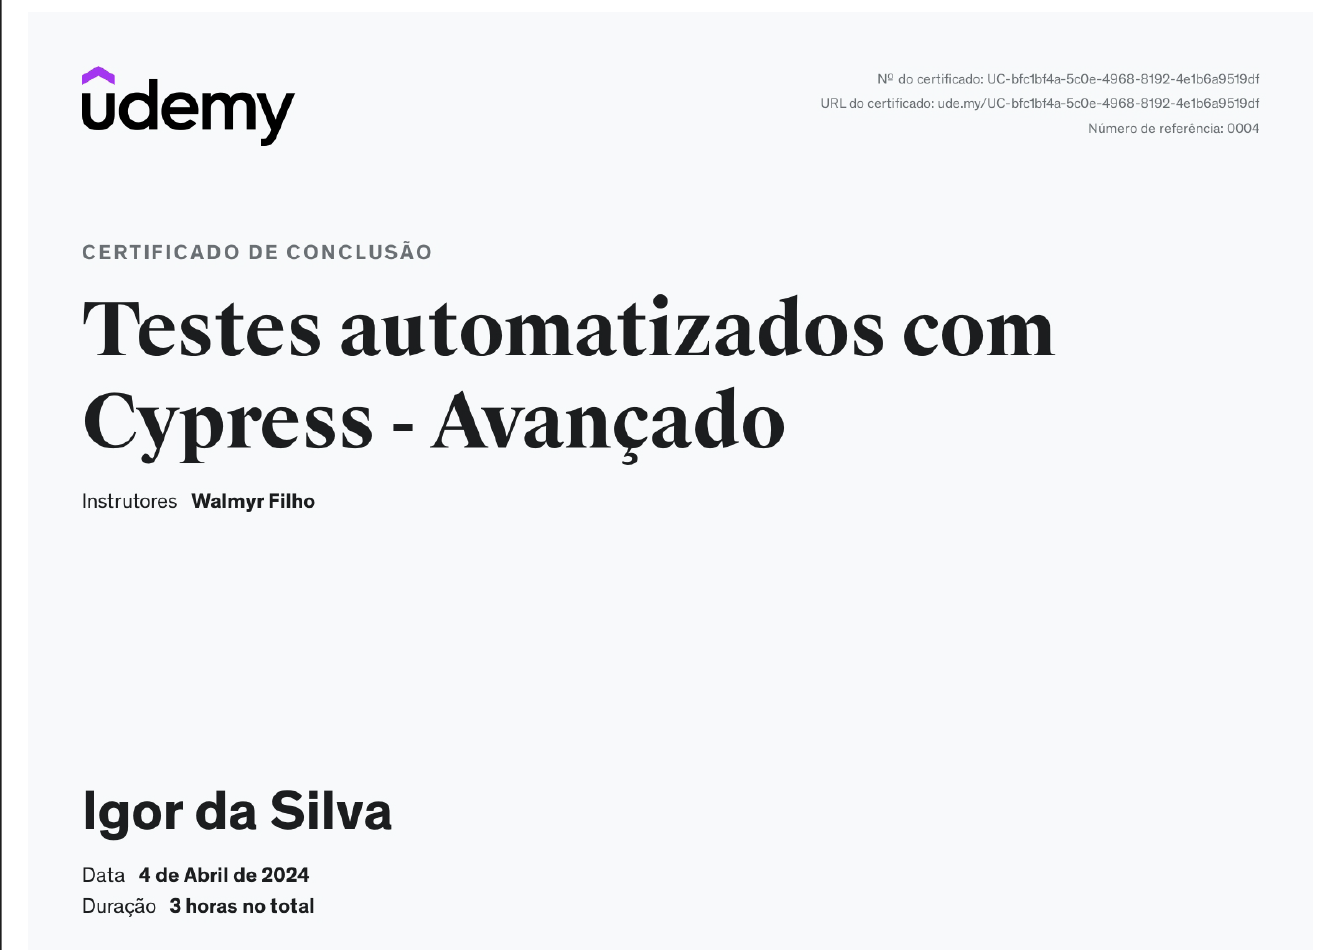 udemy
Nº do certificado: UC-bfc1bf4a-5c0e-4968-8192-4e1b6a9519df
URL do certificado: ude.my/UC-bfc1bf4a-5c0e-4968-8192-4e1b6a9519df
Número de referência: 0004
CERTIFICADO DE CONCLUSÃO
Testes automatizados com
Cypress - Avançado
Instrutores Walmyr Filho
Igor da Silva
Data 4 de Abril de 2024
Duração 3 horas no total